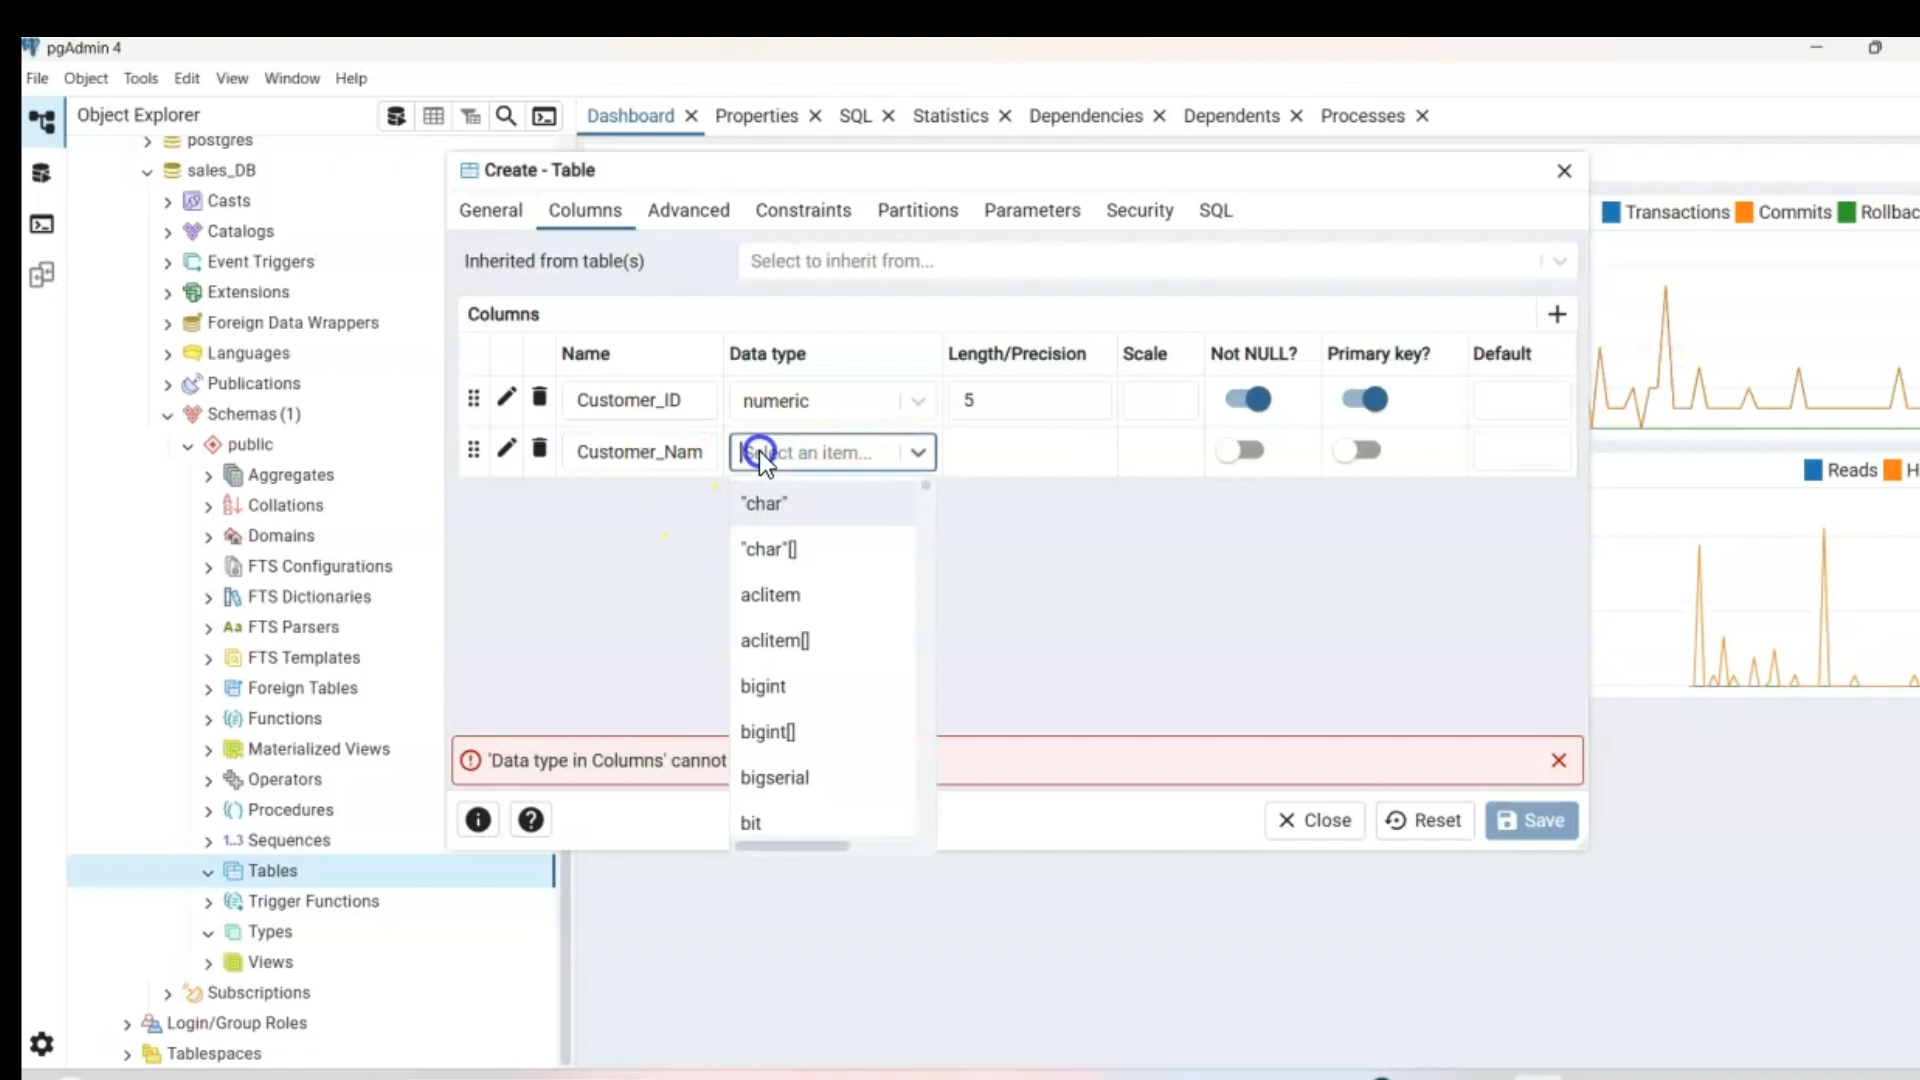 pgAdmin 4
File Object Tools Edit View Window Help
Object Explorer
Dashboard Properties SQL Statistics Dependencies Dependents Processes
postgres
sales_DB
Casts
Catalogs
Event Triggers
Extensions
Foreign Data Wrappers
Languages
Publications
Schemas (1)
public
Aggregates
Collations
Domains
FTS Configurations
FTS Dictionaries
FTS Parsers
FTS Templates
Foreign Tables
Functions
Materialized Views
Operators
Procedures
1..3 Sequences
Tables
Trigger Functions
Types
Views
Subscriptions
Login/Group Roles
Tablespaces
Create - Table
General Columns Advanced Constraints Partitions Parameters Security SQL
Inherited from table(s) Select to inherit from...
Columns
Name Data type Length/Precision Scale Not NULL? Primary key? Default
Customer_ID numeric 5
Customer_Nam Select an item...
"char"
"char"[]
aclitem
aclitem[]
bigint
bigint[]
bigserial
bit
'Data type in Columns' cannot
Close Reset Save
Transactions Commits Rollbac
Reads H